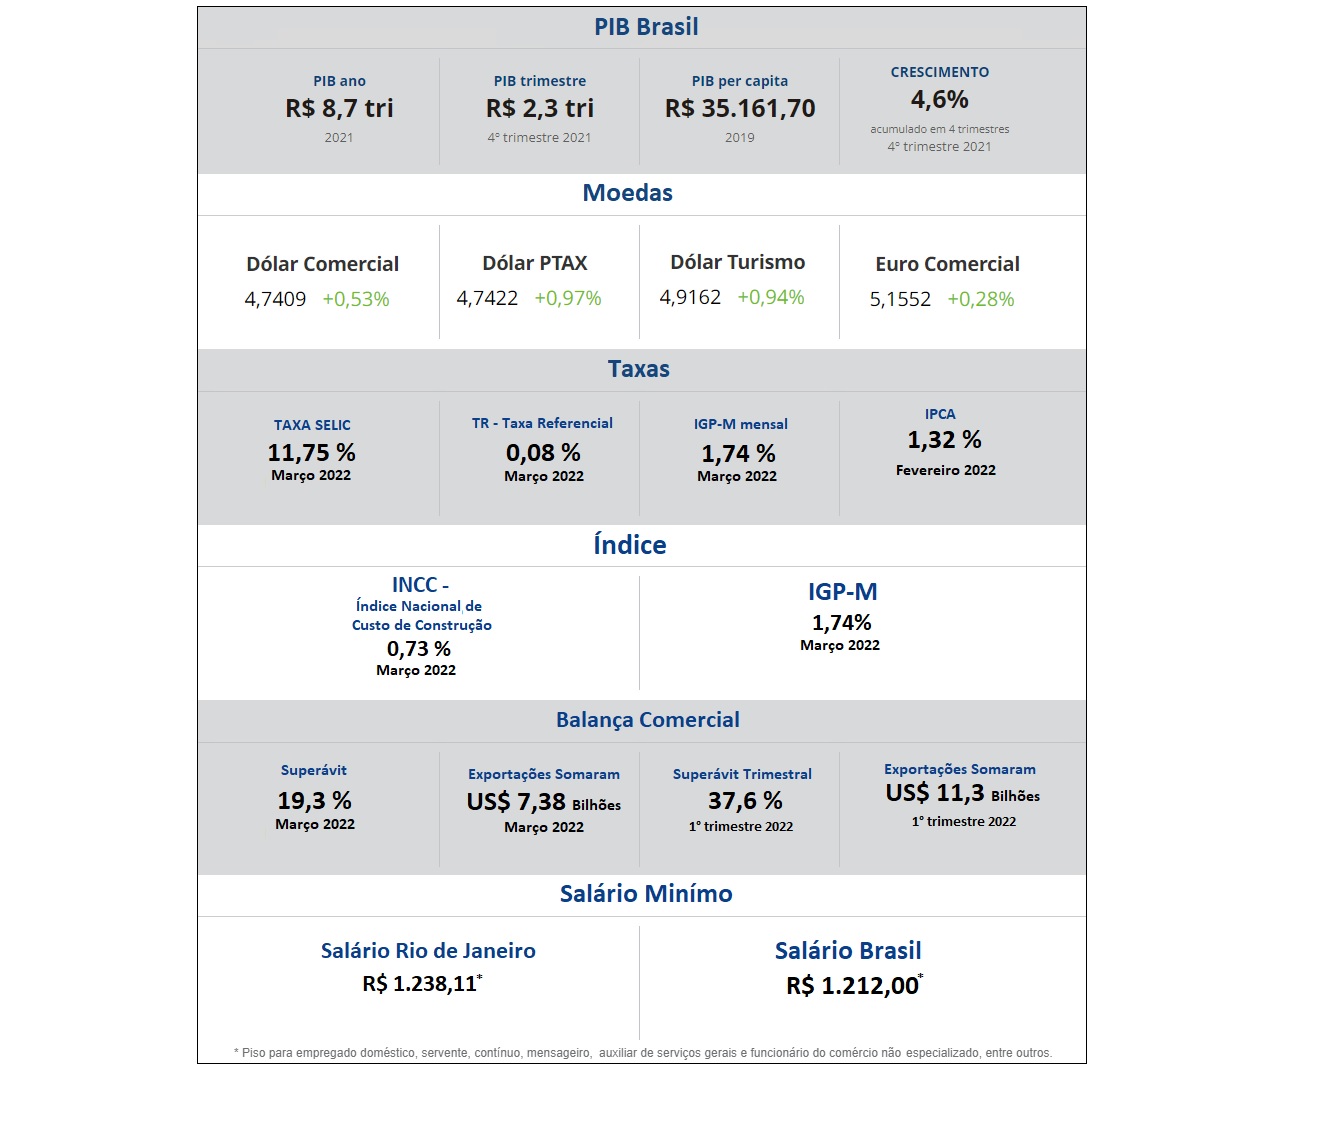 PIB Brasil
PIB ano
R$ 8,7 tri
2021
PIB trimestre
R$ 2,3 tri
4º trimestre 2021
PIB per capita
R$ 35.161,70
2019
CRESCIMENTO
4,6%
acumulado em 4 trimestres
4º trimestre 2021
Moedas
Dólar Comercial
4,7409 +0,53%
Dólar PTAX
4,7422 +0,97%
Dólar Turismo
4,9162 +0,94%
Euro Comercial
5,1552 +0,28%
Taxas
TAXA SELIC
11,75 %
Março 2022
TR - Taxa Referencial
0,08 %
Março 2022
IGP-M mensal
1,74 %
Março 2022
IPCA
1,32 %
Fevereiro 2022
Índice
INCC -
Índice Nacional de
Custo de Construção
0,73 %
Março 2022
IGP-M
1,74%
Março 2022
Balança Comercial
Superávit
19,3 %
Março 2022
Exportações Somaram
US$ 7,38 Bilhões
Março 2022
Superávit Trimestral
37,6 %
1° trimestre 2022
Exportações Somaram
US$ 11,3 Bilhões
1° trimestre 2022
Salário Minímo
Salário Rio de Janeiro
R$ 1.238,11*
Salário Brasil
R$ 1.212,00*
* Piso para empregado doméstico, servente, contínuo, mensageiro, auxiliar de serviços gerais e funcionário do comércio não especializado, entre outros.